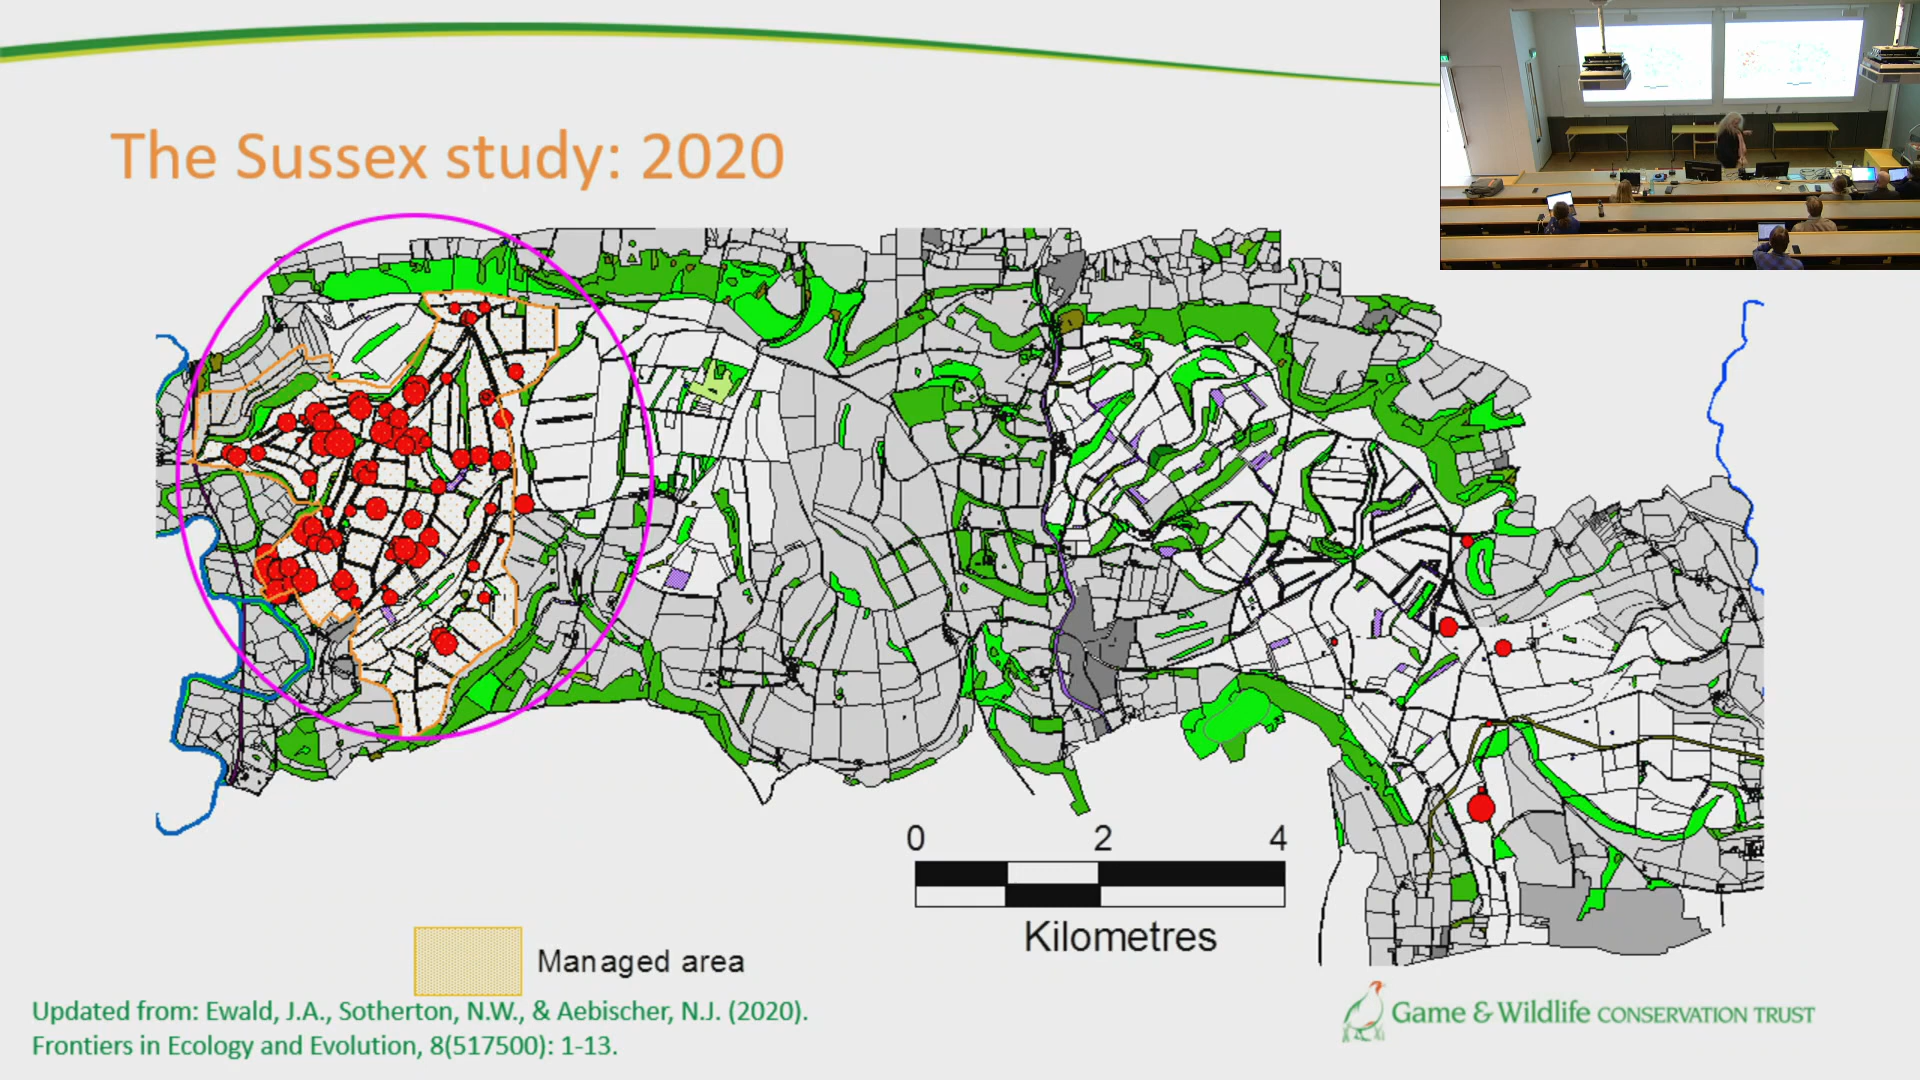 The Sussex study: 2020
0 2 4
Kilometres
Managed area
Updated from: Ewald, J.A., Sotherton, N.W., & Aebischer, N.J. (2020).
Frontiers in Ecology and Evolution, 8(517500): 1-13.
Game & Wildlife CONSERVATION TRUST